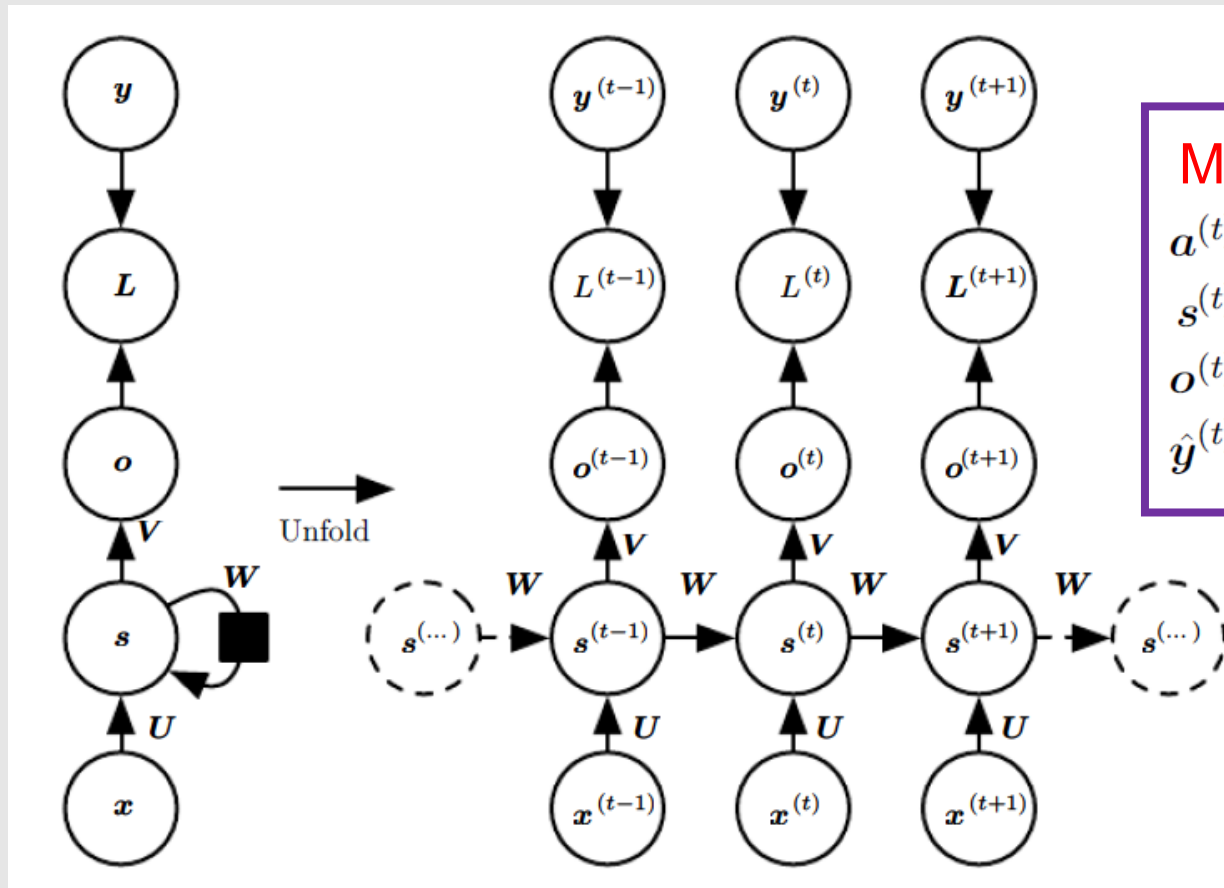 y y^(t−1) y^(t) y^(t+1)
M
L L^(t−1) L^(t) L^(t+1)
a^(t
s^(t
o^(t
ŷ^(t
o o^(t−1) o^(t) o^(t+1)
Unfold
V V V V
W W W W W
s s^(...) s^(t−1) s^(t) s^(t+1) s^(...)
U U U U
x x^(t−1) x^(t) x^(t+1)